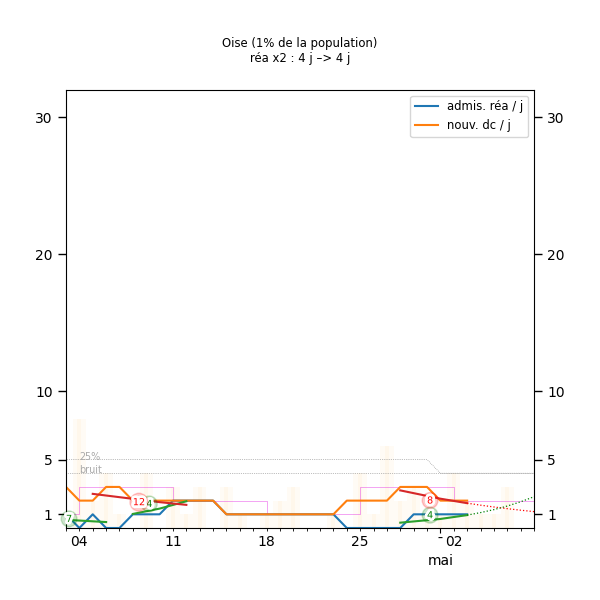 Oise (1% de la population)
réa x2 : 4 j –> 4 j
admis. réa / j
nouv. dc / j
30 30
20 20
10 10
25%
5 5
bruit
12 4 8
7 4
1 1
04 11 18 25 02
mai